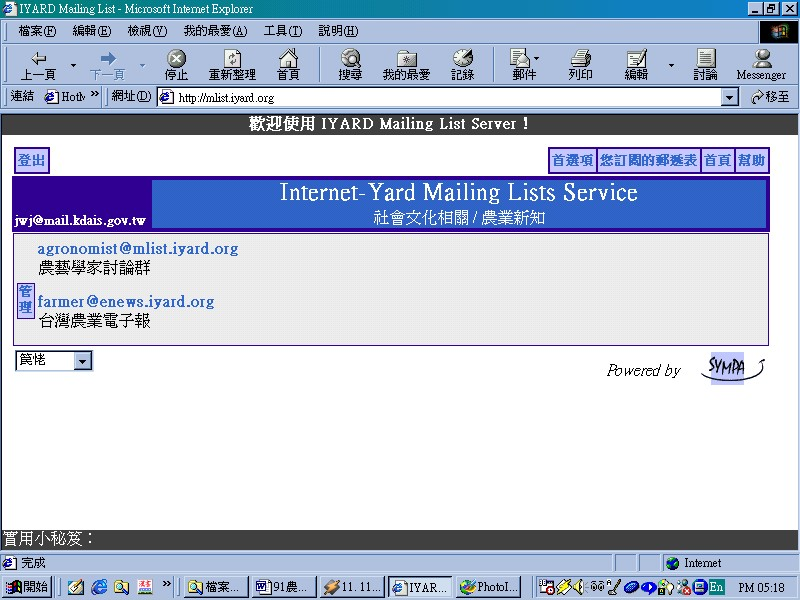 IYARD Mailing List - Microsoft Internet Explorer
檔案(F) 編輯(E) 檢視(V) 我的最愛(A) 工具(T) 說明(H)
上一頁 下一頁 停止 重新整理 首頁 搜尋 我的最愛 記錄 郵件 列印 編輯 討論 Messenger
連結 Hotm » 網址(D) http://mlist.iyard.org 移至
歡迎使用 IYARD Mailing List Server !
登出 首選項 您訂閱的郵遞表 首頁 幫助
Internet-Yard Mailing Lists Service
jwj@mail.kdais.gov.tw 社會文化相關 / 農業新知
agronomist@mlist.iyard.org
農藝學家討論群
管理 farmer@enews.iyard.org
台灣農業電子報
Powered by SYMPA
實用小秘笈：
完成 Internet
開始 » 檔案... 91農... 11. 11... IYAR... PhotoI... En PM 05:18